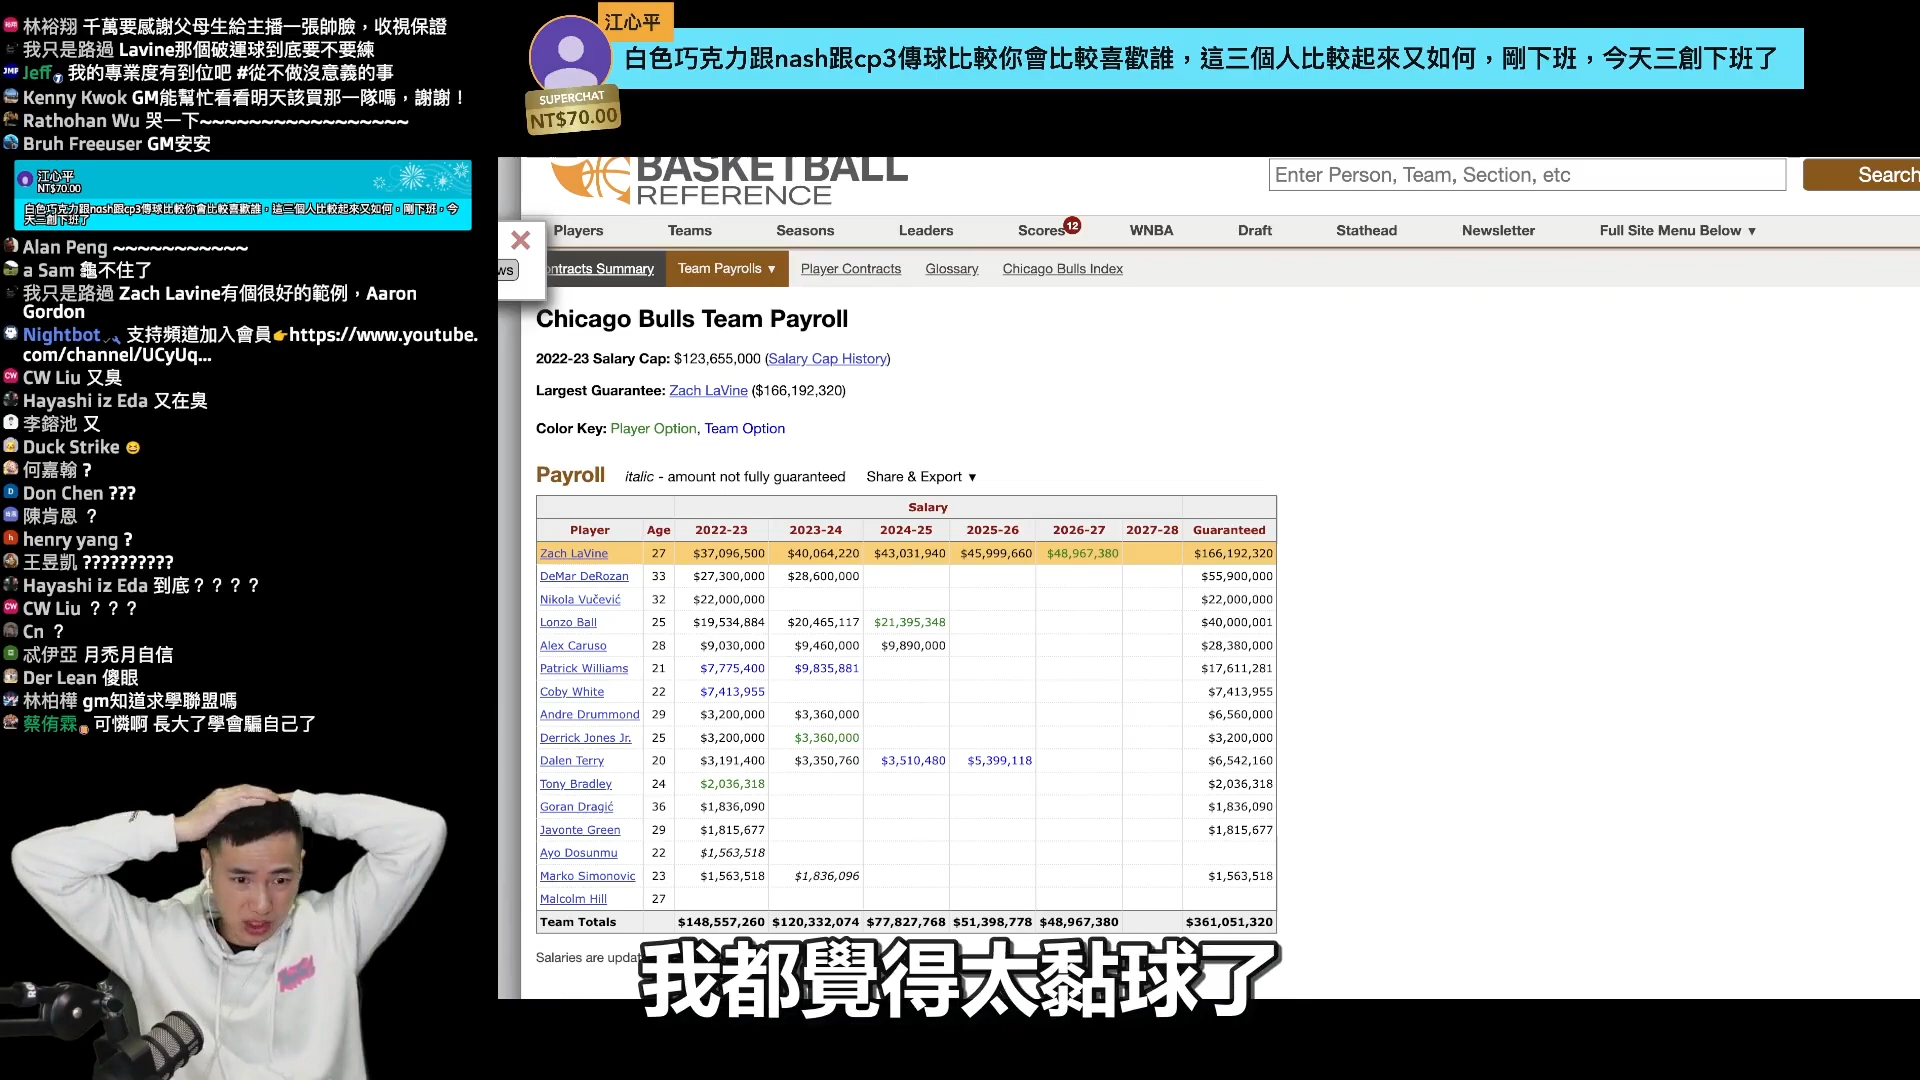 林裕翔 千萬要感謝父母生給主播一張帥臉，收視保證
我只是路過 Lavine那個破運球到底要不要練
Jeff 我的專業度有到位吧 #從不做沒意義的事
Kenny Kwok GM能幫忙看看明天該買那一隊嗎，謝謝！
Rathohan Wu 哭一下~~~~~~~~~~~~~~~~~
Bruh Freeuser GM安安
江心平
NT$70.00
白色巧克力跟nash跟cp3傳球比較你會比較喜歡誰，這三個人比較起來又如何，剛下班，今
天三創下班了
Alan Peng ~~~~~~~~~~~
a Sam 龜不住了
我只是路過 Zach Lavine有個很好的範例，Aaron
Gordon
Nightbot 支持頻道加入會員👉https://www.youtube.
com/channel/UCyUq...
CW Liu 又臭
Hayashi iz Eda 又在臭
李鎔池 又
Duck Strike 😆
何嘉翰 ?
Don Chen ???
陳肯恩 ？
henry yang ?
王昱凱 ??????????
Hayashi iz Eda 到底？？？？
CW Liu ？？？
Cn ？
忒伊亞 月禿月自信
Der Lean 傻眼
林柏樺 gm知道求學聯盟嗎
蔡侑霖 可憐啊 長大了學會騙自己了
江心平
白色巧克力跟nash跟cp3傳球比較你會比較喜歡誰，這三個人比較起來又如何，剛下班，今天三創下班了
SUPERCHAT
NT$70.00
BASKETBALL
REFERENCE
Enter Person, Team, Section, etc
Search
Players Teams Seasons Leaders Scores 12 WNBA Draft Stathead Newsletter Full Site Menu Below ▼
ws
ontracts Summary Team Payrolls ▼ Player Contracts Glossary Chicago Bulls Index
Chicago Bulls Team Payroll
2022-23 Salary Cap: $123,655,000 (Salary Cap History)
Largest Guarantee: Zach LaVine ($166,192,320)
Color Key: Player Option, Team Option
Payroll italic - amount not fully guaranteed Share & Export ▼
Salary
Player Age 2022-23 2023-24 2024-25 2025-26 2026-27 2027-28 Guaranteed
Zach LaVine 27 $37,096,500 $40,064,220 $43,031,940 $45,999,660 $48,967,380 $166,192,320
DeMar DeRozan 33 $27,300,000 $28,600,000 $55,900,000
Nikola Vučević 32 $22,000,000 $22,000,000
Lonzo Ball 25 $19,534,884 $20,465,117 $21,395,348 $40,000,001
Alex Caruso 28 $9,030,000 $9,460,000 $9,890,000 $28,380,000
Patrick Williams 21 $7,775,400 $9,835,881 $17,611,281
Coby White 22 $7,413,955 $7,413,955
Andre Drummond 29 $3,200,000 $3,360,000 $6,560,000
Derrick Jones Jr. 25 $3,200,000 $3,360,000 $3,200,000
Dalen Terry 20 $3,191,400 $3,350,760 $3,510,480 $5,399,118 $6,542,160
Tony Bradley 24 $2,036,318 $2,036,318
Goran Dragić 36 $1,836,090 $1,836,090
Javonte Green 29 $1,815,677 $1,815,677
Ayo Dosunmu 22 $1,563,518
Marko Simonovic 23 $1,563,518 $1,836,096 $1,563,518
Malcolm Hill 27
Team Totals $148,557,260 $120,332,074 $77,827,768 $51,398,778 $48,967,380 $361,051,320
Salaries are updat
我都覺得太黏球了